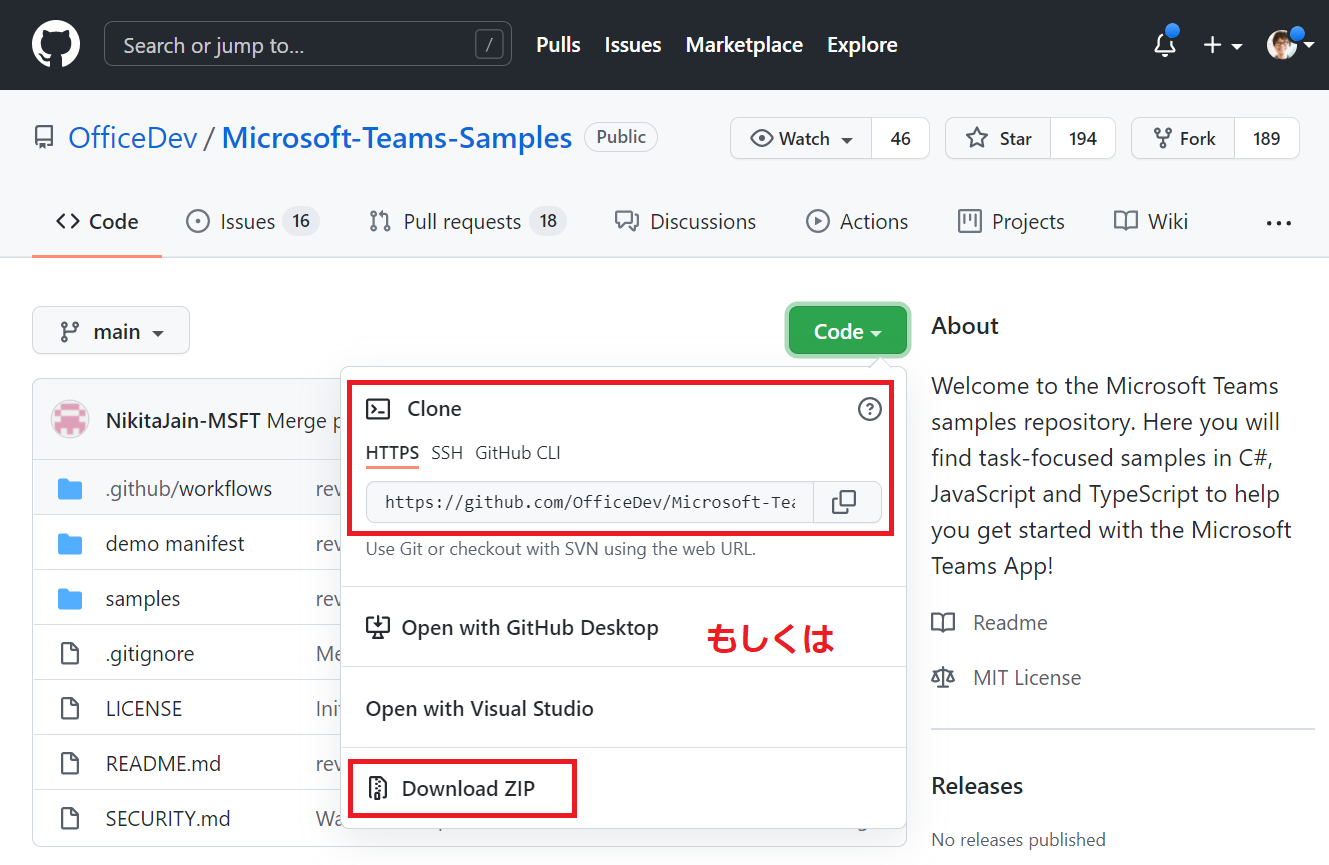 Search or jump to... /
Pulls Issues Marketplace Explore
OfficeDev / Microsoft-Teams-Samples Public
Watch 46 Star 194 Fork 189
Code Issues 16 Pull requests 18 Discussions Actions Projects Wiki ...
main
Code
About
Welcome to the Microsoft Teams
samples repository. Here you will
find task-focused samples in C#,
JavaScript and TypeScript to help
you get started with the Microsoft
Teams App!
Readme
MIT License
Releases
No releases published
NikitaJain-MSFT Merge p
.github/workflows rev
demo manifest rev
samples rev
.gitignore Me
LICENSE Ini
README.md rev
SECURITY.md Wa
Clone
HTTPS SSH GitHub CLI
https://github.com/OfficeDev/Microsoft-Tea
Use Git or checkout with SVN using the web URL.
Open with GitHub Desktop
もしくは
Open with Visual Studio
Download ZIP